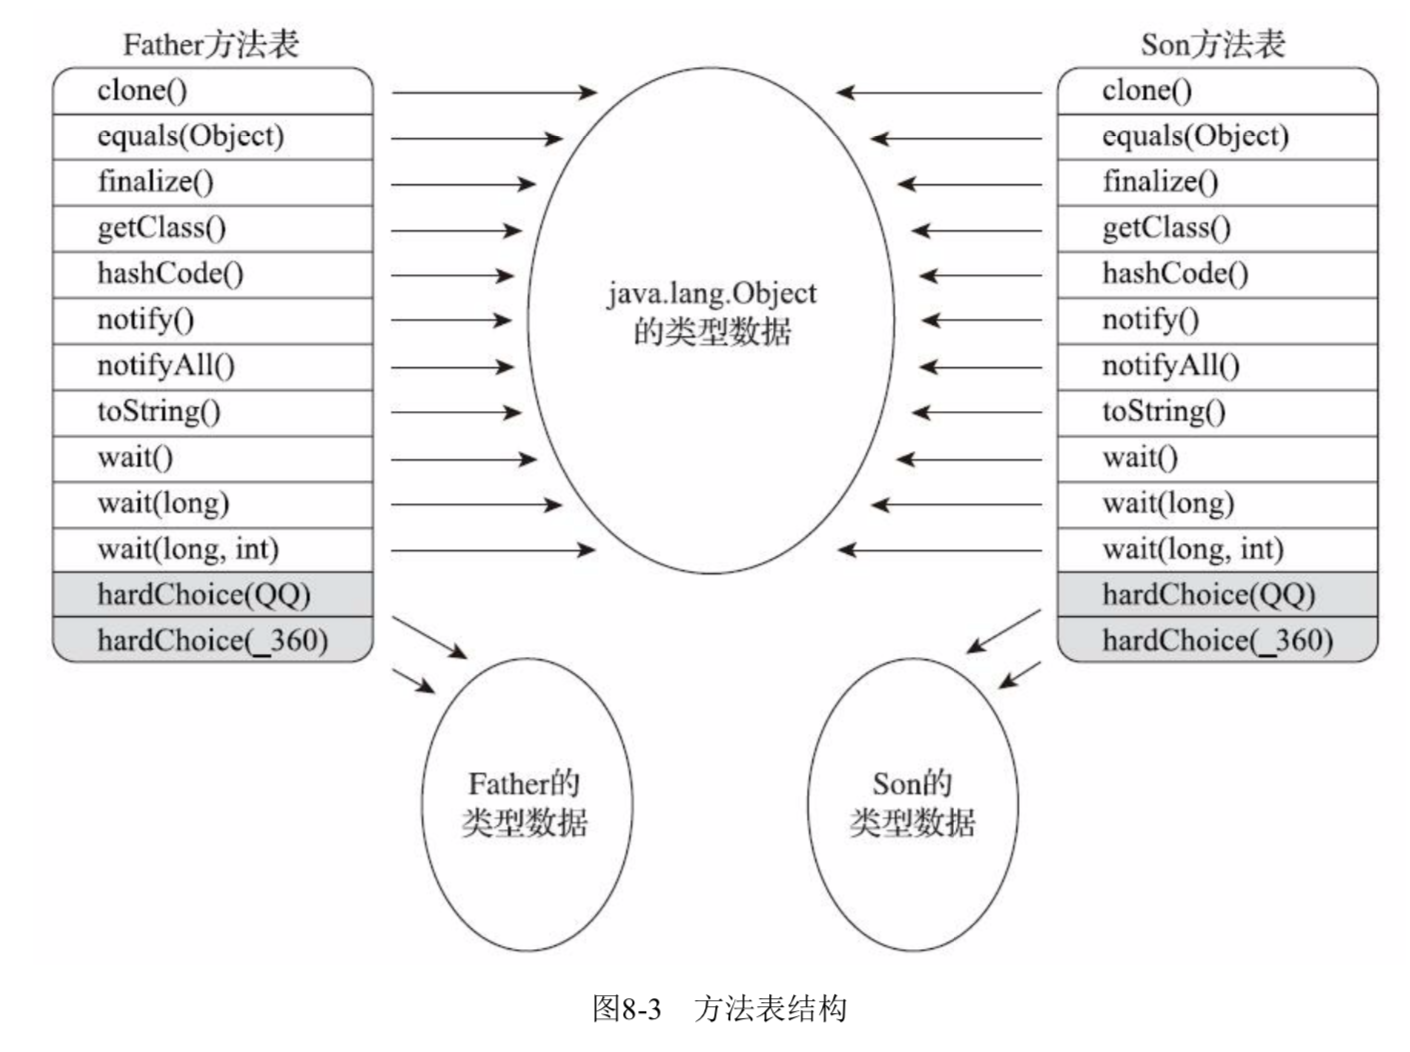 Father方法表
clone()
equals(Object)
finalize()
getClass()
hashCode()
notify()
notifyAll()
toString()
wait()
wait(long)
wait(long, int)
hardChoice(QQ)
hardChoice(_360)
java.lang.Object
的类型数据
Son方法表
clone()
equals(Object)
finalize()
getClass()
hashCode()
notify()
notifyAll()
toString()
wait()
wait(long)
wait(long, int)
hardChoice(QQ)
hardChoice(_360)
Father的
类型数据
Son的
类型数据
图8-3 方法表结构